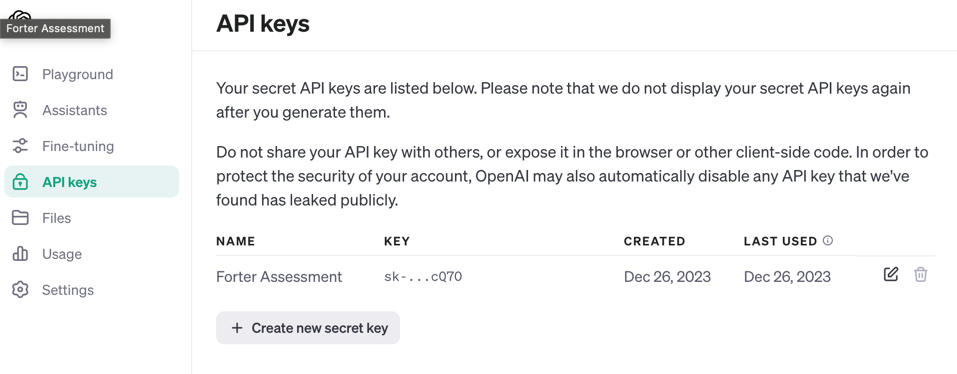 Forter Assessment
API keys
Playground
Assistants
Fine-tuning
API keys
Files
Usage
Settings
Your secret API keys are listed below. Please note that we do not display your secret API keys again
after you generate them.
Do not share your API key with others, or expose it in the browser or other client-side code. In order to
protect the security of your account, OpenAI may also automatically disable any API key that we've
found has leaked publicly.
NAME KEY CREATED LAST USED
Forter Assessment sk-...cQ7O Dec 26, 2023 Dec 26, 2023
+ Create new secret key